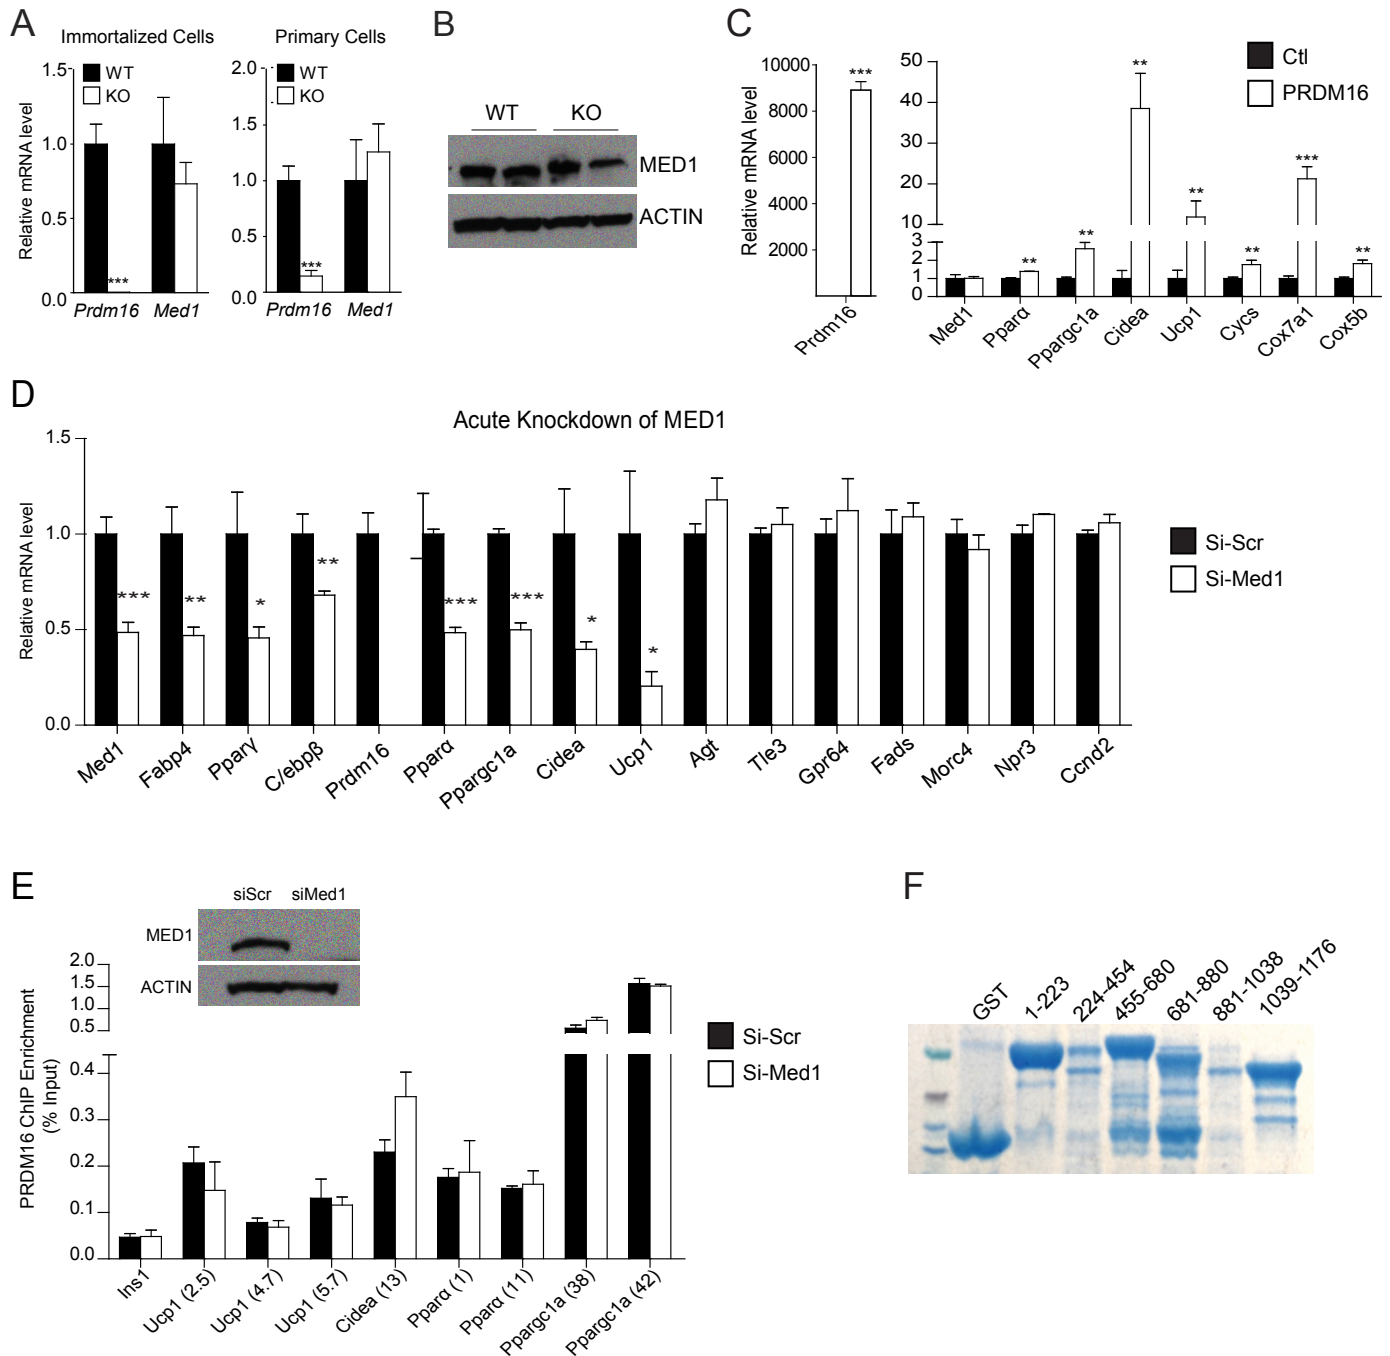 A
Immortalized Cells
Primary Cells
Relative mRNA level
1.5
1.0
0.5
0.0
WT
KO
***
Prdm16 Med1
2.0
1.5
1.0
0.5
0.0
WT
KO
***
Prdm16 Med1
B
WT KO
MED1
ACTIN
C
Relative mRNA level
10000
8000
6000
4000
2000
***
Prdm16
50
40
30
20
10
3
2
1
0
** ** ** ** ** *** **
Med1 Pparα Ppargc1a Cidea Ucp1 Cycs Cox7a1 Cox5b
Ctl
PRDM16
D
Acute Knockdown of MED1
Relative mRNA level
1.5
1.0
0.5
0.0
*** ** * ** *** *** * *
Med1 Fabp4 Pparγ C/ebpβ Prdm16 Pparα Ppargc1a Cidea Ucp1 Agt Tle3 Gpr64 Fads Morc4 Npr3 Ccnd2
Si-Scr
Si-Med1
E
siScr siMed1
MED1
ACTIN
PRDM16 ChIP Enrichment
(% Input)
2.0
1.5
1.0
0.5
0.4
0.3
0.2
0.1
0.0
Ins1 Ucp1 (2.5) Ucp1 (4.7) Ucp1 (5.7) Cidea (13) Pparα (1) Pparα (11) Ppargc1a (38) Ppargc1a (42)
Si-Scr
Si-Med1
F
GST 1-223 224-454 455-680 681-880 881-1038 1039-1176